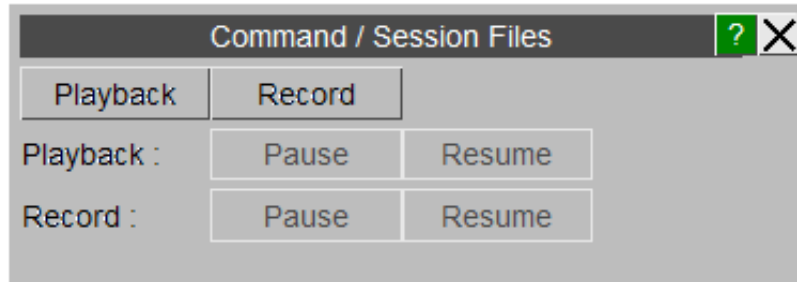 Command / Session Files ? X
Playback Record
Playback : Pause Resume
Record : Pause Resume